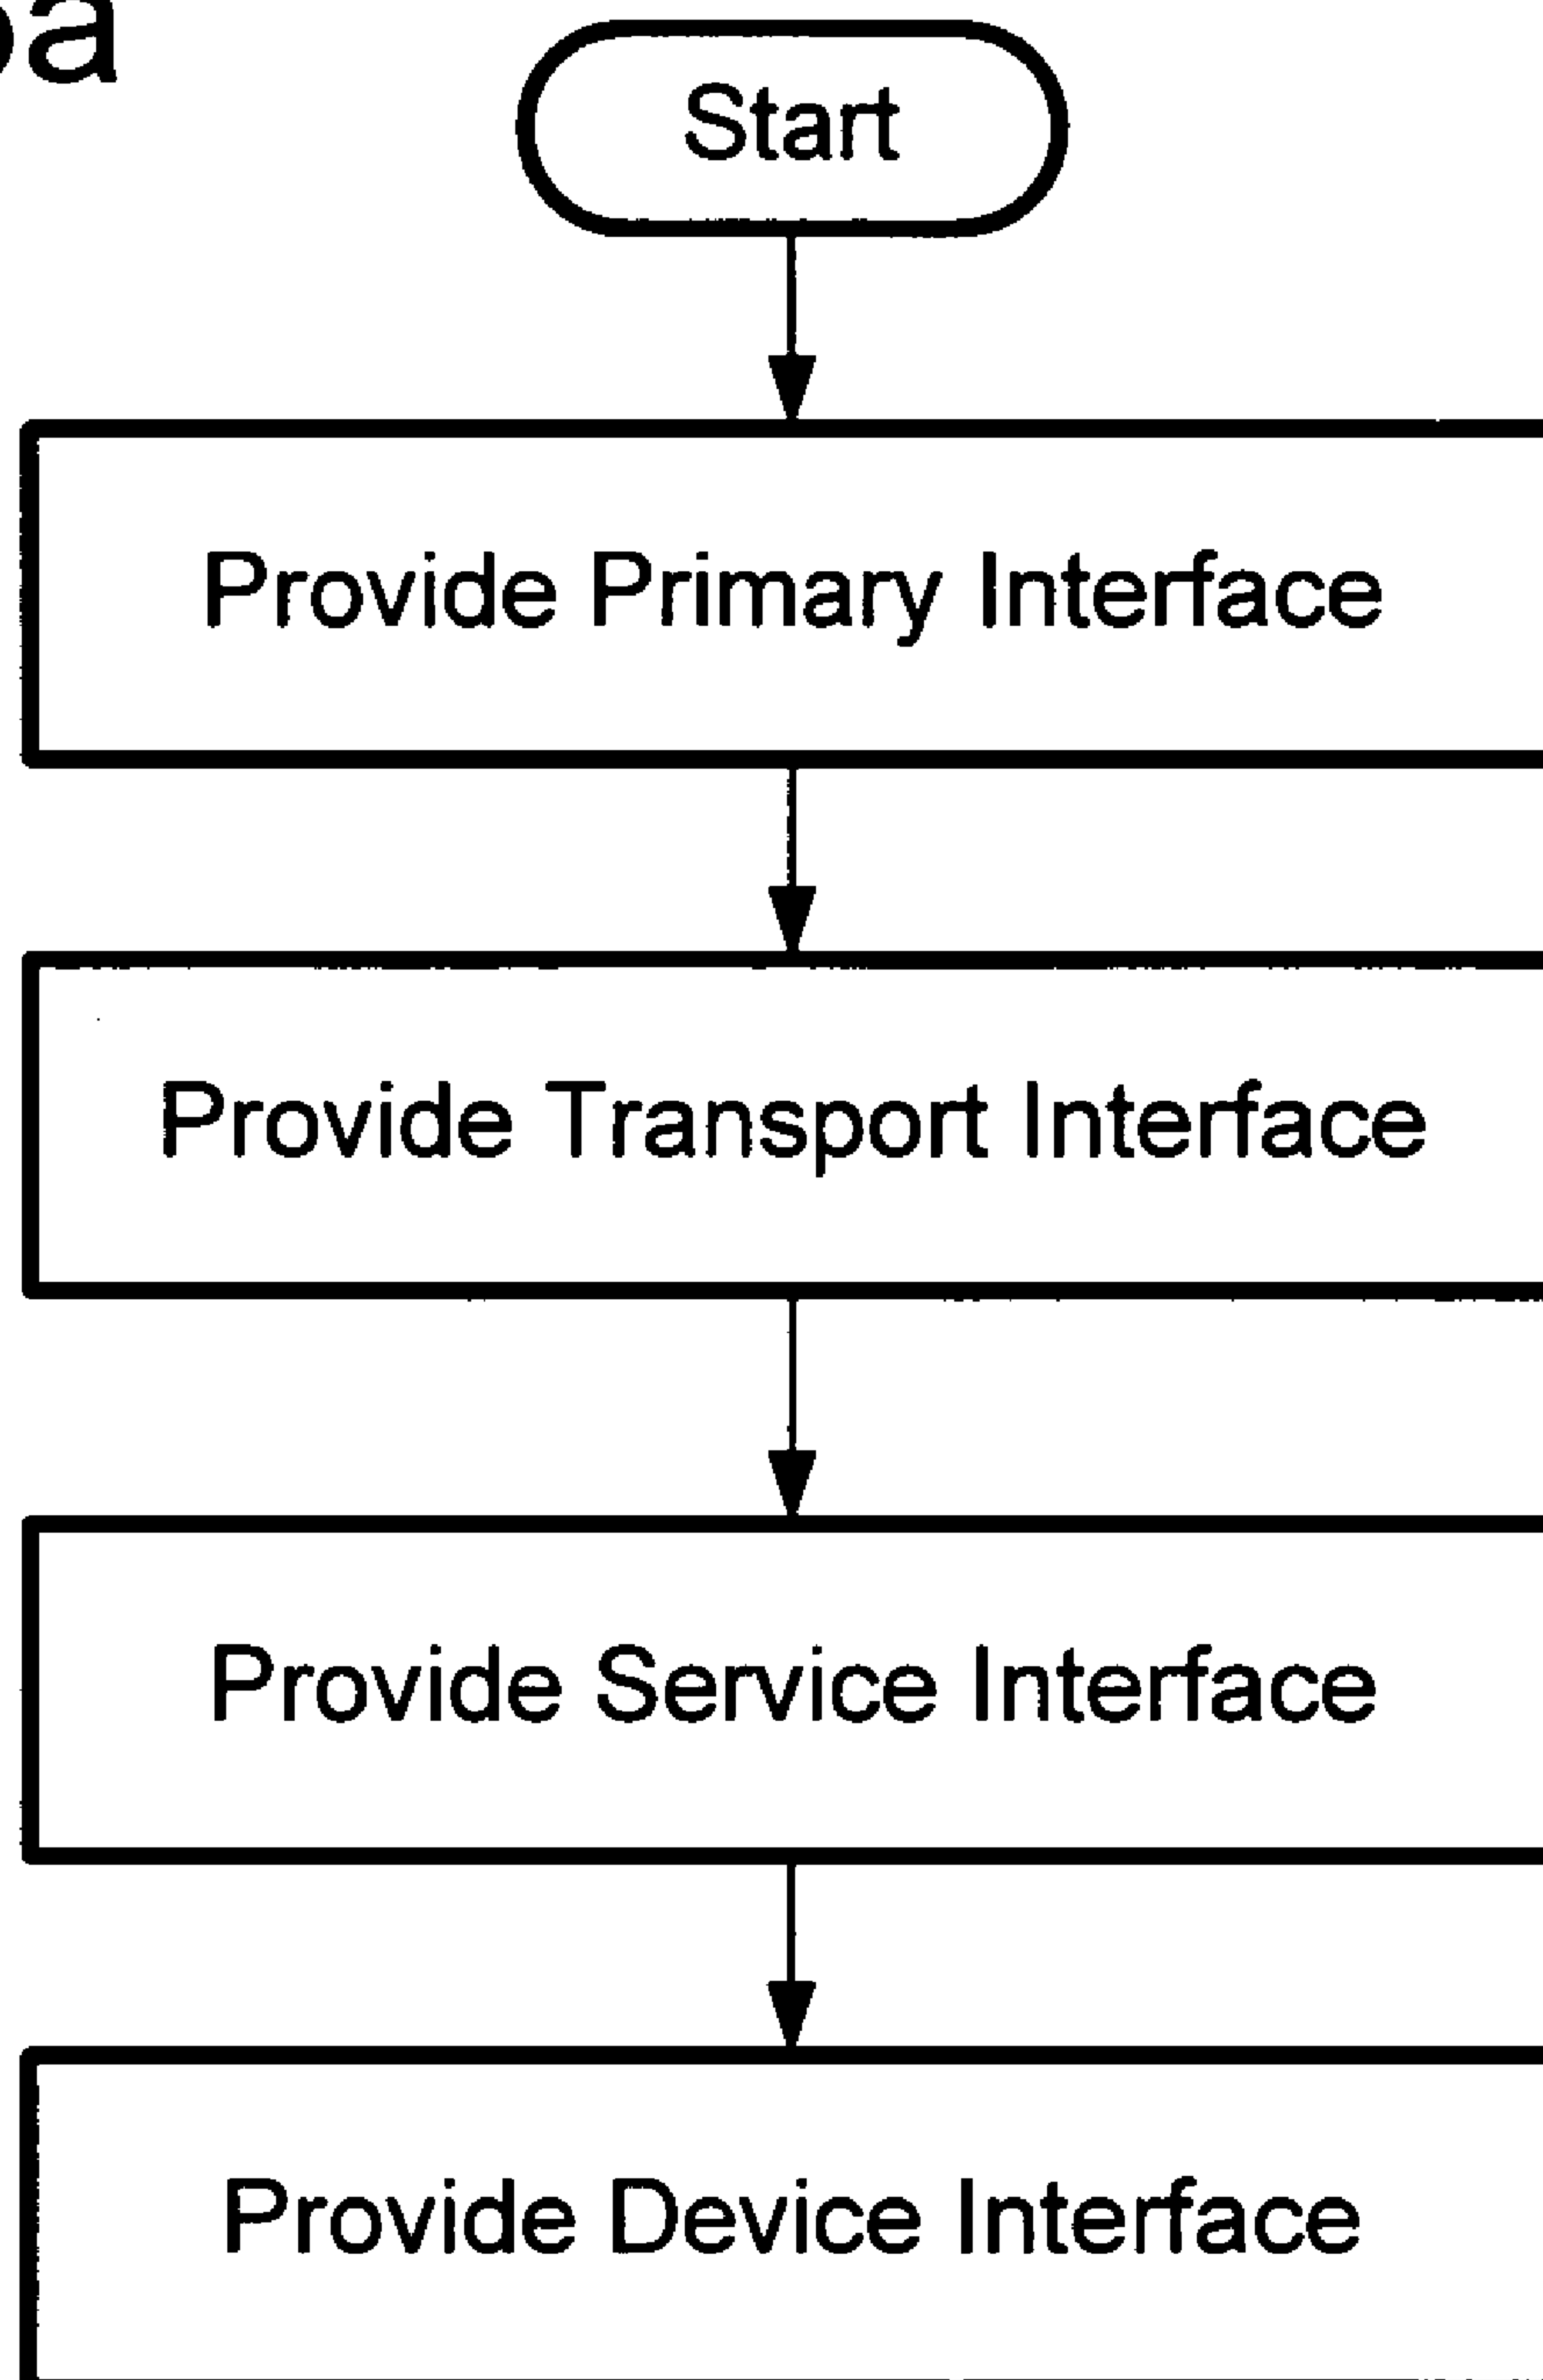 Start
Provide Primary Interface
Provide Transport Interface
Provide Service Interface
Provide Device Interface